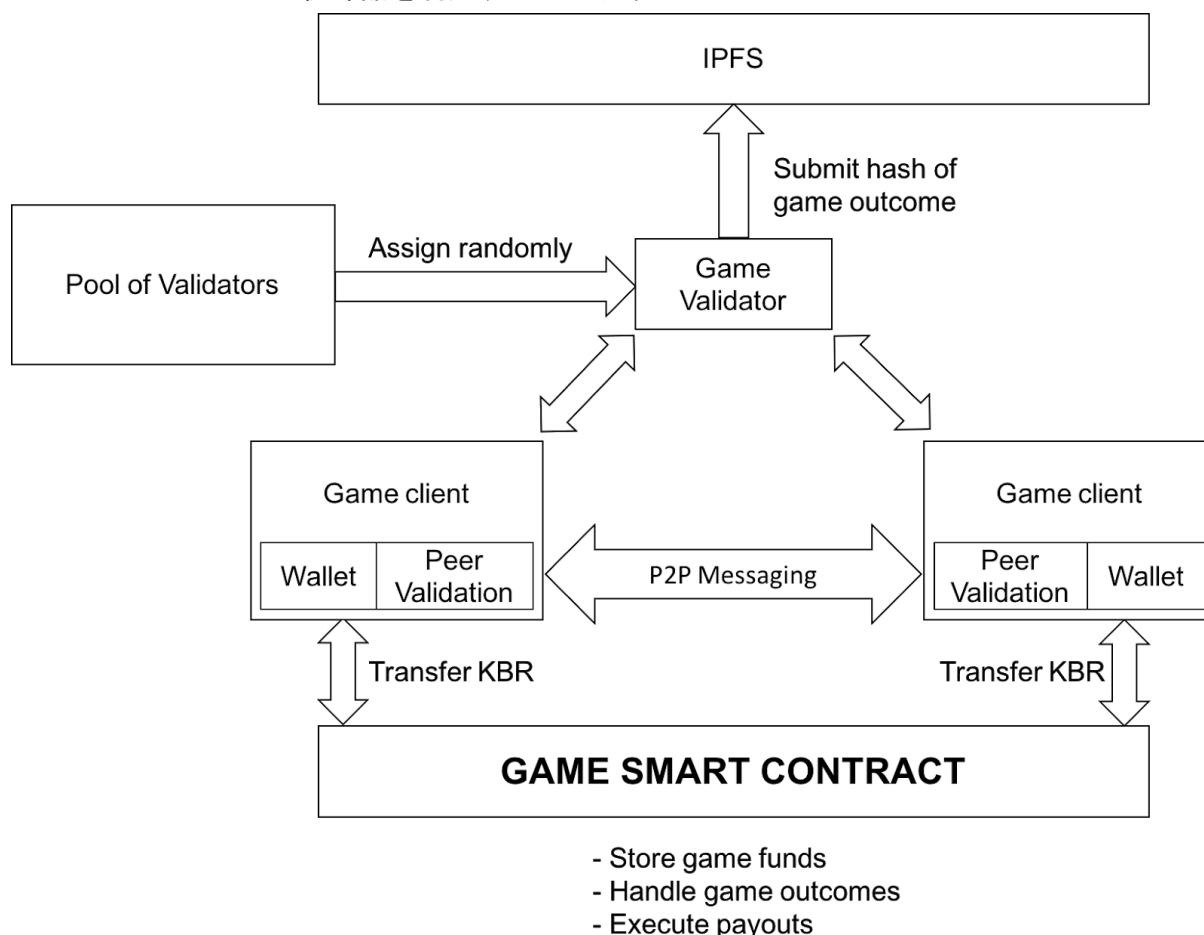 IPFS
Submit hash of
game outcome
Assign randomly
Pool of Validators
Game
Validator
Game client
Game client
Wallet
Peer
Validation
P2P Messaging
Peer
Validation
Wallet
Transfer KBR
Transfer KBR
GAME SMART CONTRACT
- Store game funds
- Handle game outcomes
- Execute payouts